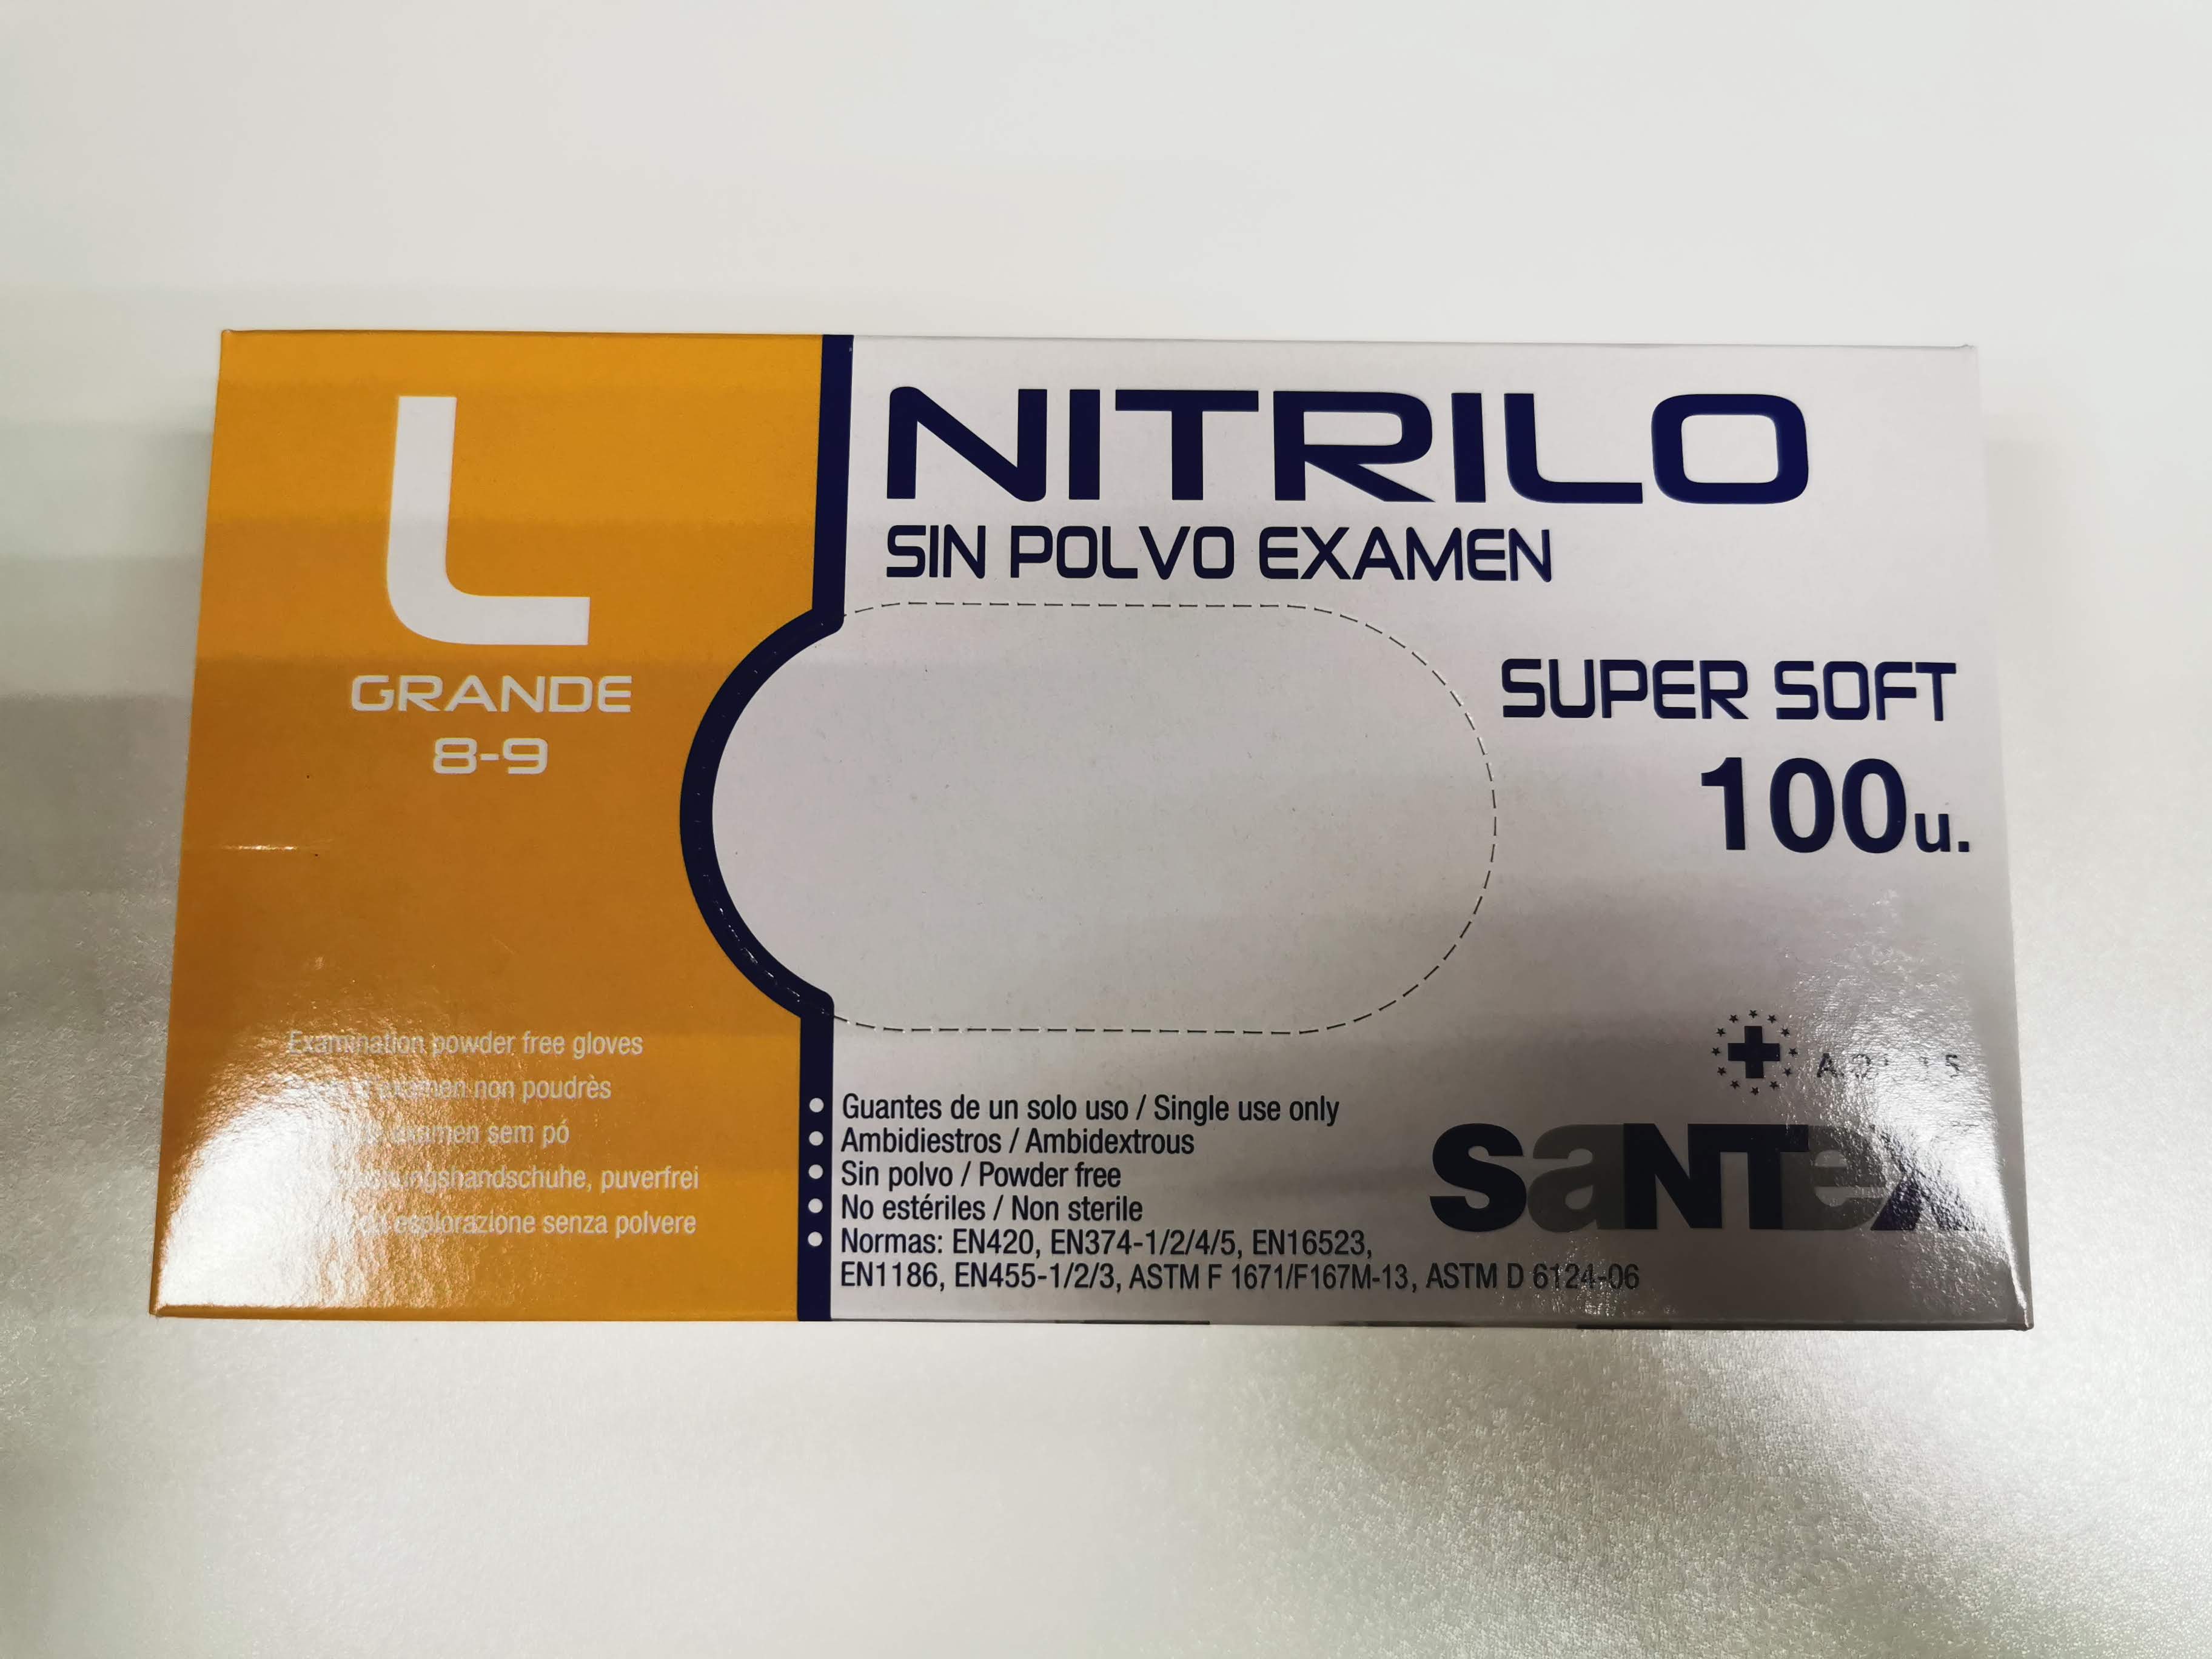 L
GRANDE
8-9
NITRILO
SIN POLVO EXAMEN
SUPER SOFT
100u.
Examination powder free gloves
examen non poudrès
examen sem pó
puverfrei
esplorazione senza polvere
Guantes de un solo uso / Single use only
Ambidiestros / Ambidextrous
Sin polvo / Powder free
No estériles / Non sterile
Normas: EN420, EN374-1/2/4/5, EN16523,
EN1186, EN455-1/2/3, ASTM F 1671/F167M-13, ASTM D 6124-06
SaNTex